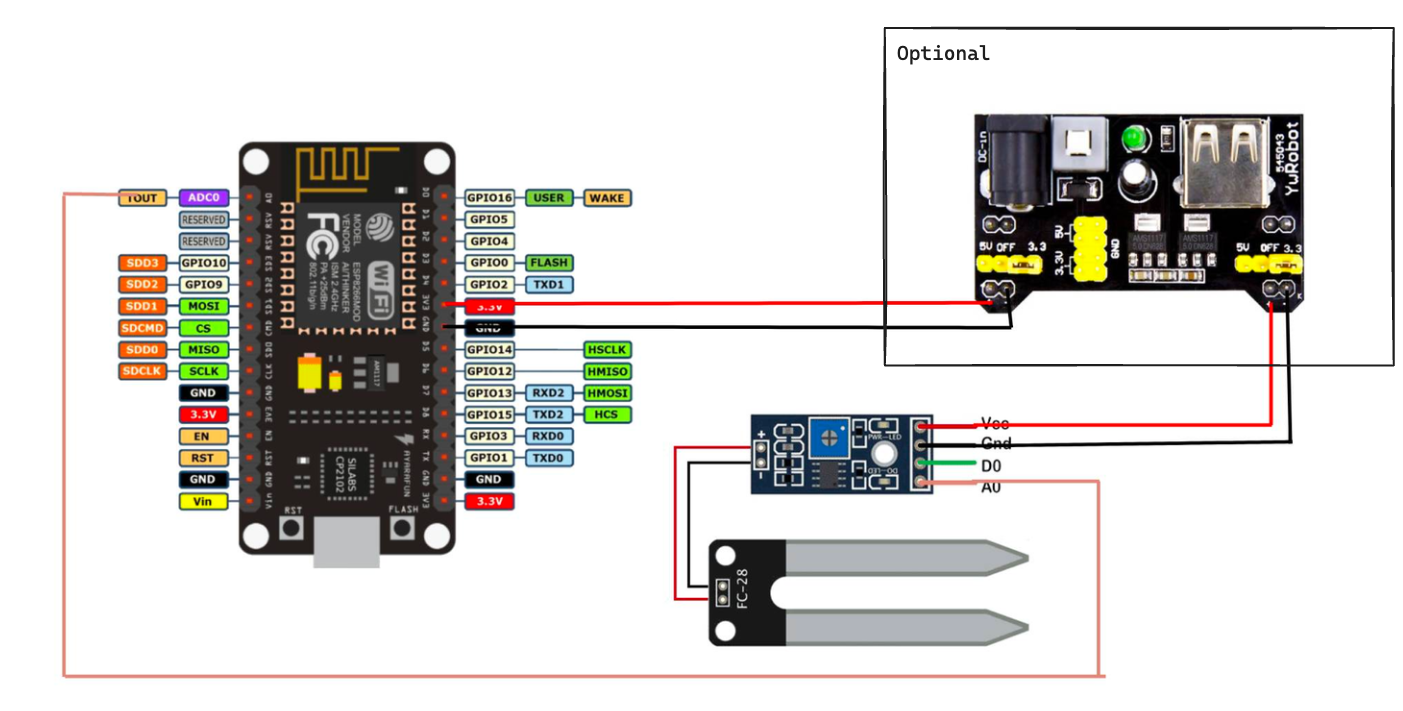 Optional
DC-in
545043
YwRobot
5V
GND
3.3V
5V OFF 3.3
5V OFF 3.3
AMS1117
AMS1117
TOUT ADC0 A0
RESERVED RSV
RESERVED RSV
SDD3 GPIO10 SD3
SDD2 GPIO9 SD2
SDD1 MOSI SD1
SDCMD CS CMD
SDD0 MISO SD0
SDCLK SCLK CLK
GND GND
3.3V 3V3
EN EN
RST RST
GND GND
Vin Vin
MODEL
VENDOR
ESP8266MOD
AI/THINKER
ISM 2.4GHz
PA +25dBm
802.11b/g/n
FC
Wi Fi
AMS1117
SILABS
CP2102
AYARAFUN
RST
FLASH
D0 GPIO16 USER WAKE
D1 GPIO5
D2 GPIO4
D3 GPIO0 FLASH
D4 GPIO2 TXD1
3V3 3.3V
GND GND
D5 GPIO14 HSCLK
D6 GPIO12 HMISO
D7 GPIO13 RXD2 HMOSI
D8 GPIO15 TXD2 HCS
RX GPIO3 RXD0
TX GPIO1 TXD0
GND GND
3V3 3.3V
+
-
PWR-LED
DO-LED
Vcc
Gnd
D0
A0
FC-28